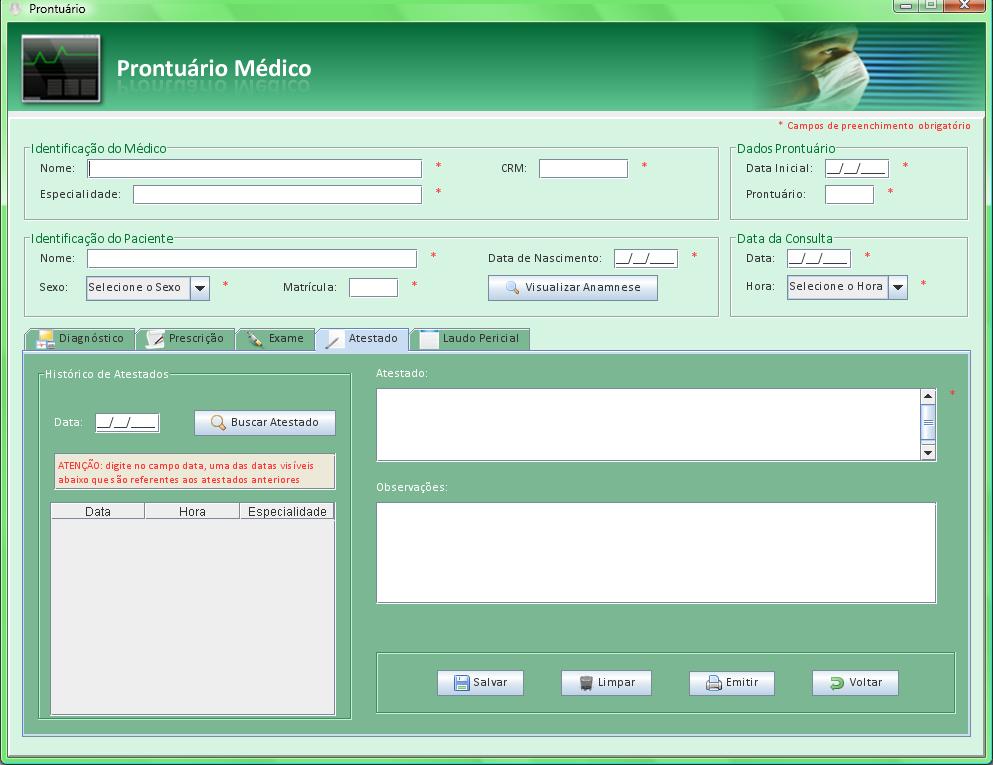 Prontuário
Prontuário Médico
* Campos de preenchimento obrigatório
Identificação do Médico
Nome: * CRM: *
Especialidade: *
Dados Prontuário
Data Inicial: __/__/____ *
Prontuário: *
Identificação do Paciente
Nome: * Data de Nascimento: __/__/____ *
Sexo: Selecione o Sexo * Matrícula: * Visualizar Anamnese
Data da Consulta
Data: __/__/____ *
Hora: Selecione o Hora *
Diagnóstico Prescrição Exame Atestado Laudo Pericial
Histórico de Atestados
Data: __/__/____ Buscar Atestado
ATENÇÃO: digite no campo data, uma das datas visíveis
abaixo que são referentes aos atestados anteriores
Data Hora Especialidade
Atestado: *
Observações:
Salvar Limpar Emitir Voltar